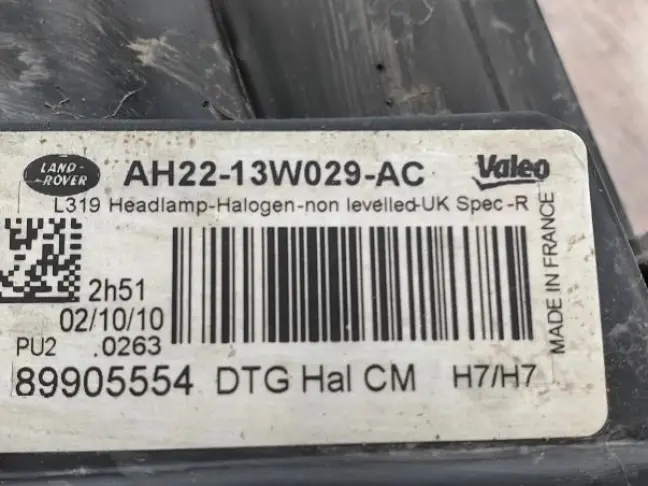 LAND-
-ROVER
AH22-13W029-AC
Valeo
L319 Headlamp-Halogen-non levelled-UK Spec-R
2h51
02/10/10
PU2 .0263
89905554 DTG Hal CM H7/H7
MADE IN FRANCE